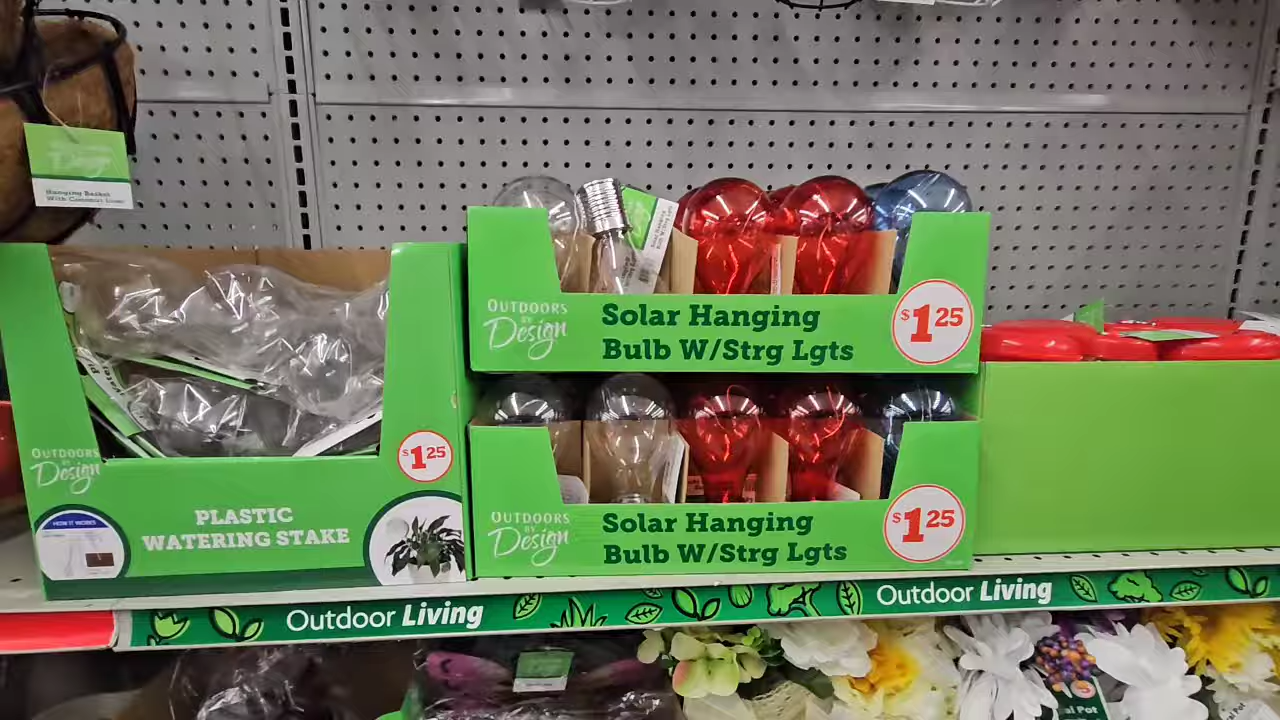 Hanging Basket
With Common Liner
OUTDOORS
BY
Design
$1.25
HOW IT WORKS
PLASTIC
WATERING STAKE
OUTDOORS
BY
Design
Solar Hanging
Bulb W/Strg Lgts
$1.25
OUTDOORS
BY
Design
Solar Hanging
Bulb W/Strg Lgts
$1.25
Outdoor Living
Outdoor Living